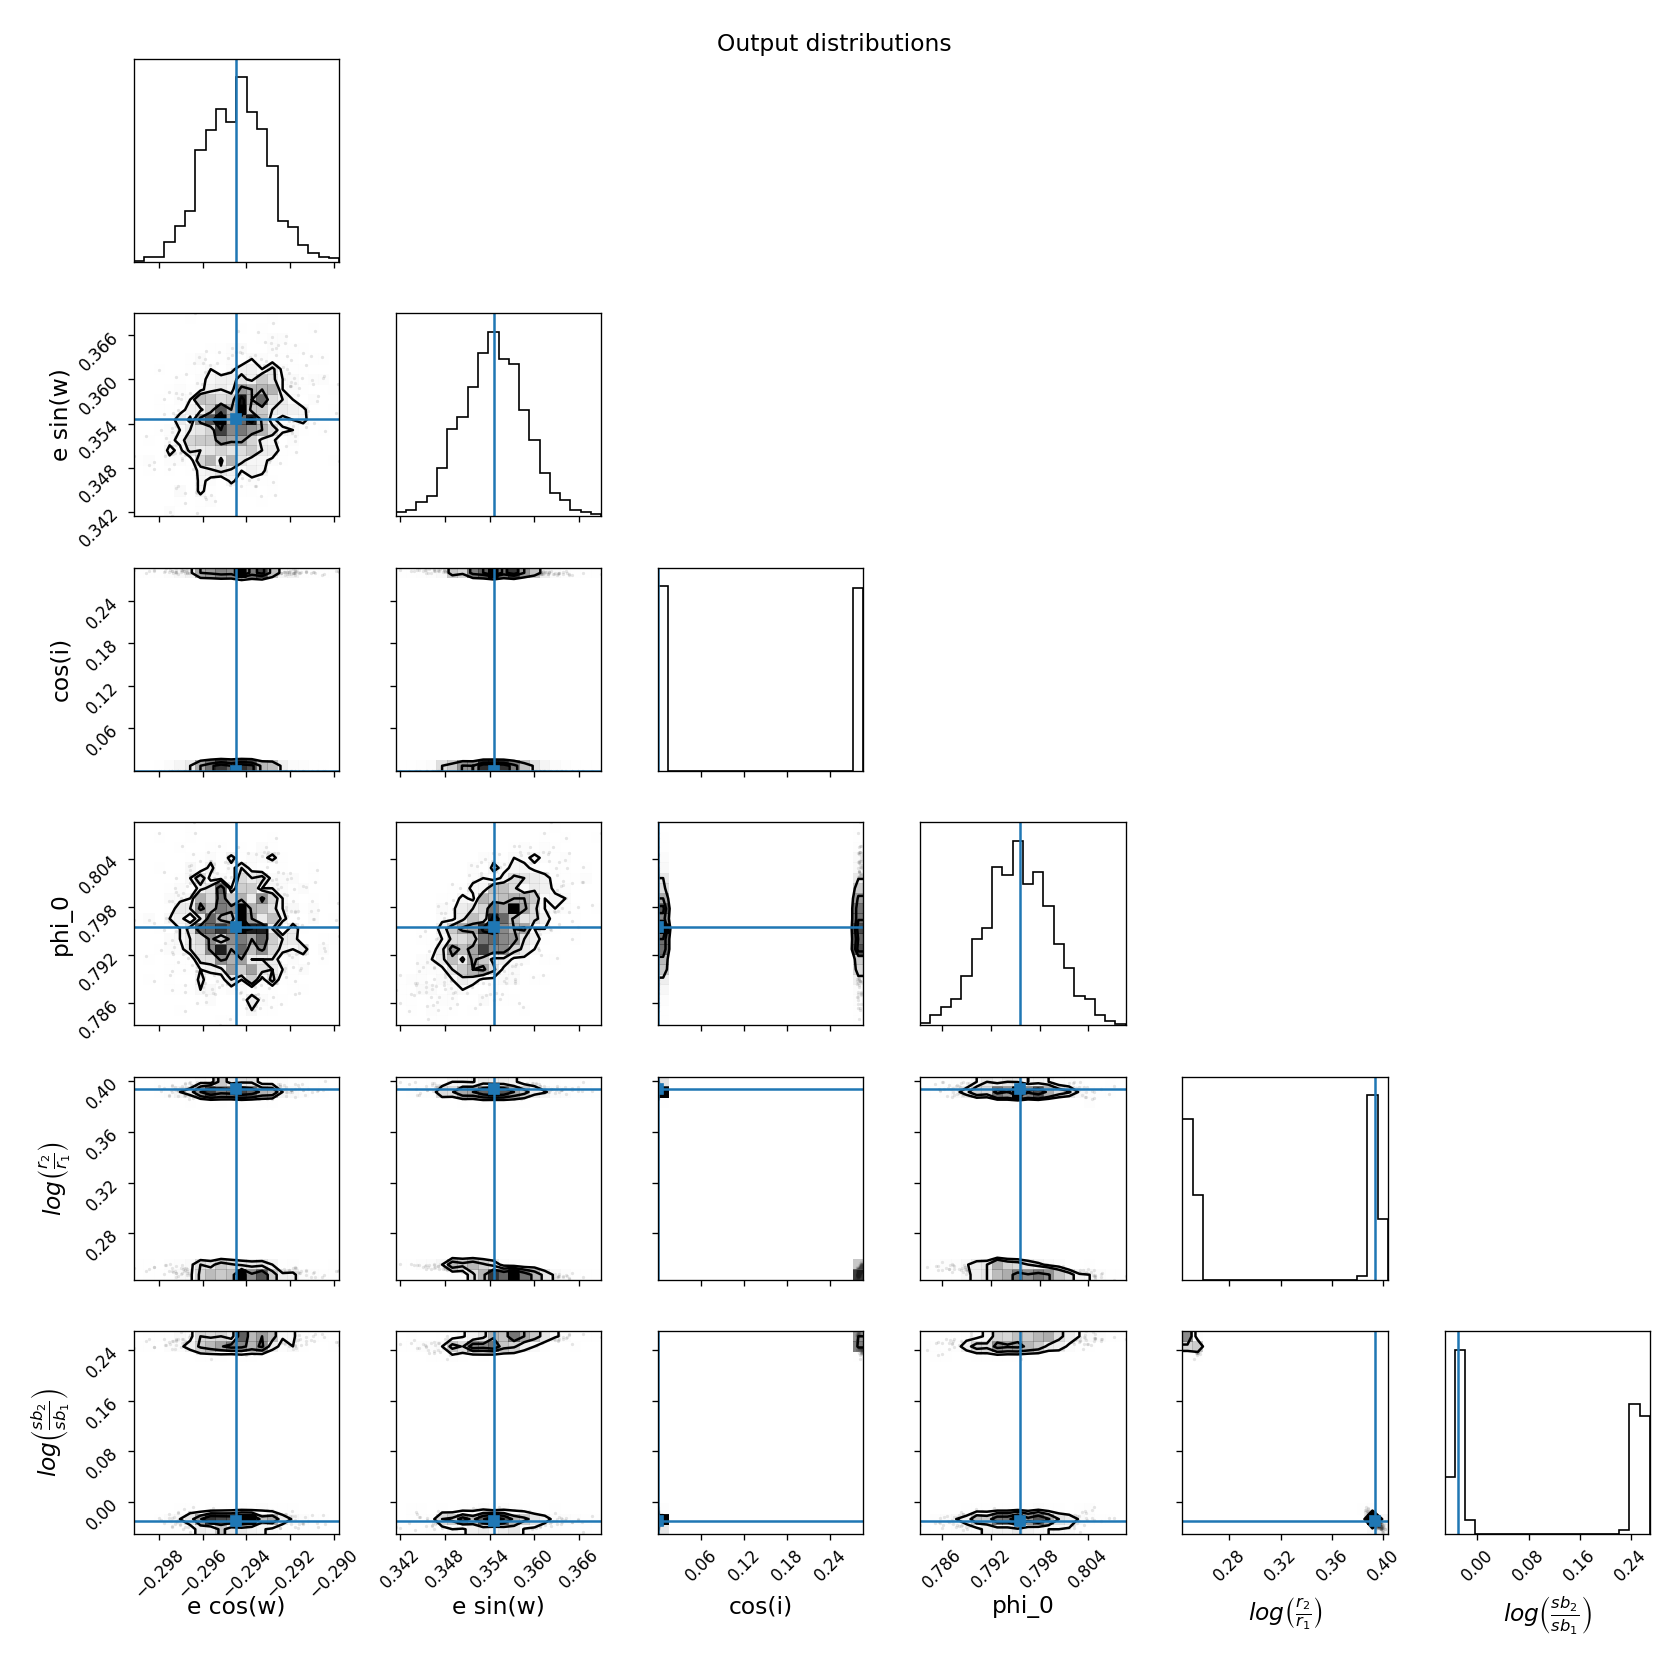 Output distributions
e sin(w)
0.366
0.360
0.354
0.348
0.342
cos(i)
0.24
0.18
0.12
0.06
phi_0
0.804
0.798
0.792
0.786
log(r₂/r₁)
0.40
0.36
0.32
0.28
log(sb₂/sb₁)
0.24
0.16
0.08
0.00
−0.298 −0.296 −0.294 −0.292 −0.290 0.342 0.348 0.354 0.360 0.366 0.06 0.12 0.18 0.24 0.786 0.792 0.798 0.804 0.28 0.32 0.36 0.40 0.00 0.08 0.16 0.24
e cos(w) e sin(w) cos(i) phi_0 log(r₂/r₁) log(sb₂/sb₁)